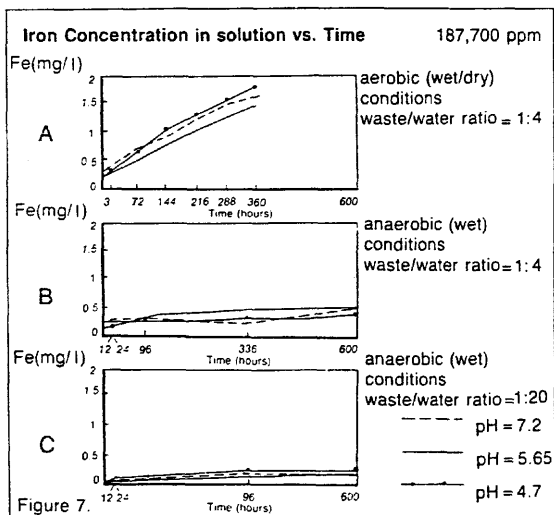 Iron Concentration in solution vs. Time 187,700 ppm
Fe(mg/l)
2
1.5
1
0 5
0
A
3 72 144 216 288 360 600
Time (hours)
aerobic (wet/dry)
conditions
waste/water ratio = 1:4
Fe(mg/l)
2
1.5
1
0 5
0
B
12 24 96 336 600
Time (hours)
anaerobic (wet)
conditions
waste/water ratio = 1:4
Fe(mg/l)
2
1.5
1
0 5
0
C
12 24 96 600
Time (hours)
anaerobic (wet)
conditions
waste/water ratio=1:20
pH = 7.2
pH = 5.65
pH = 4.7
Figure 7.